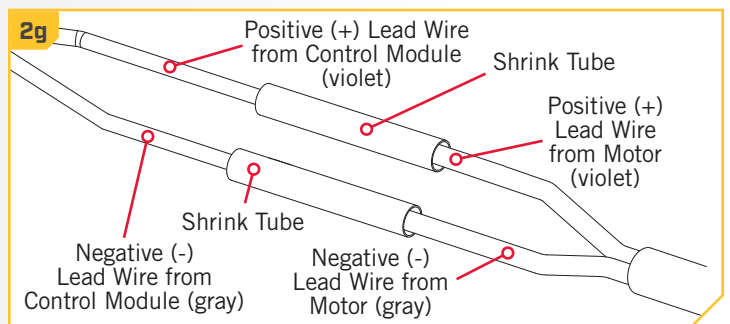 2g
Positive (+) Lead Wire
from Control Module
(violet)
Shrink Tube
Positive (+)
Lead Wire
from Motor
(violet)
Shrink Tube
Negative (-)
Lead Wire from
Control Module (gray)
Negative (-)
Lead Wire from
Motor (gray)